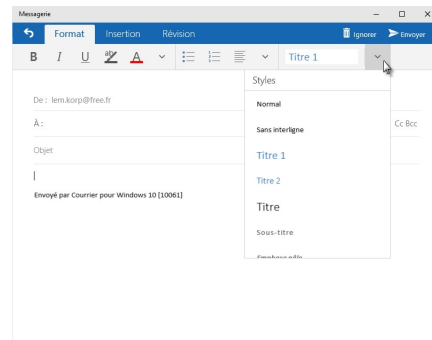 Messagerie
Format Insertion Révision Ignorer Envoyer
B I U ab A Titre 1
Styles
Normal
De : lem.korp@free.fr
À : Cc Bcc
Sans interligne
Objet
Titre 1
Titre 2
Envoyé par Courrier pour Windows 10 [10061]
Titre
Sous-titre